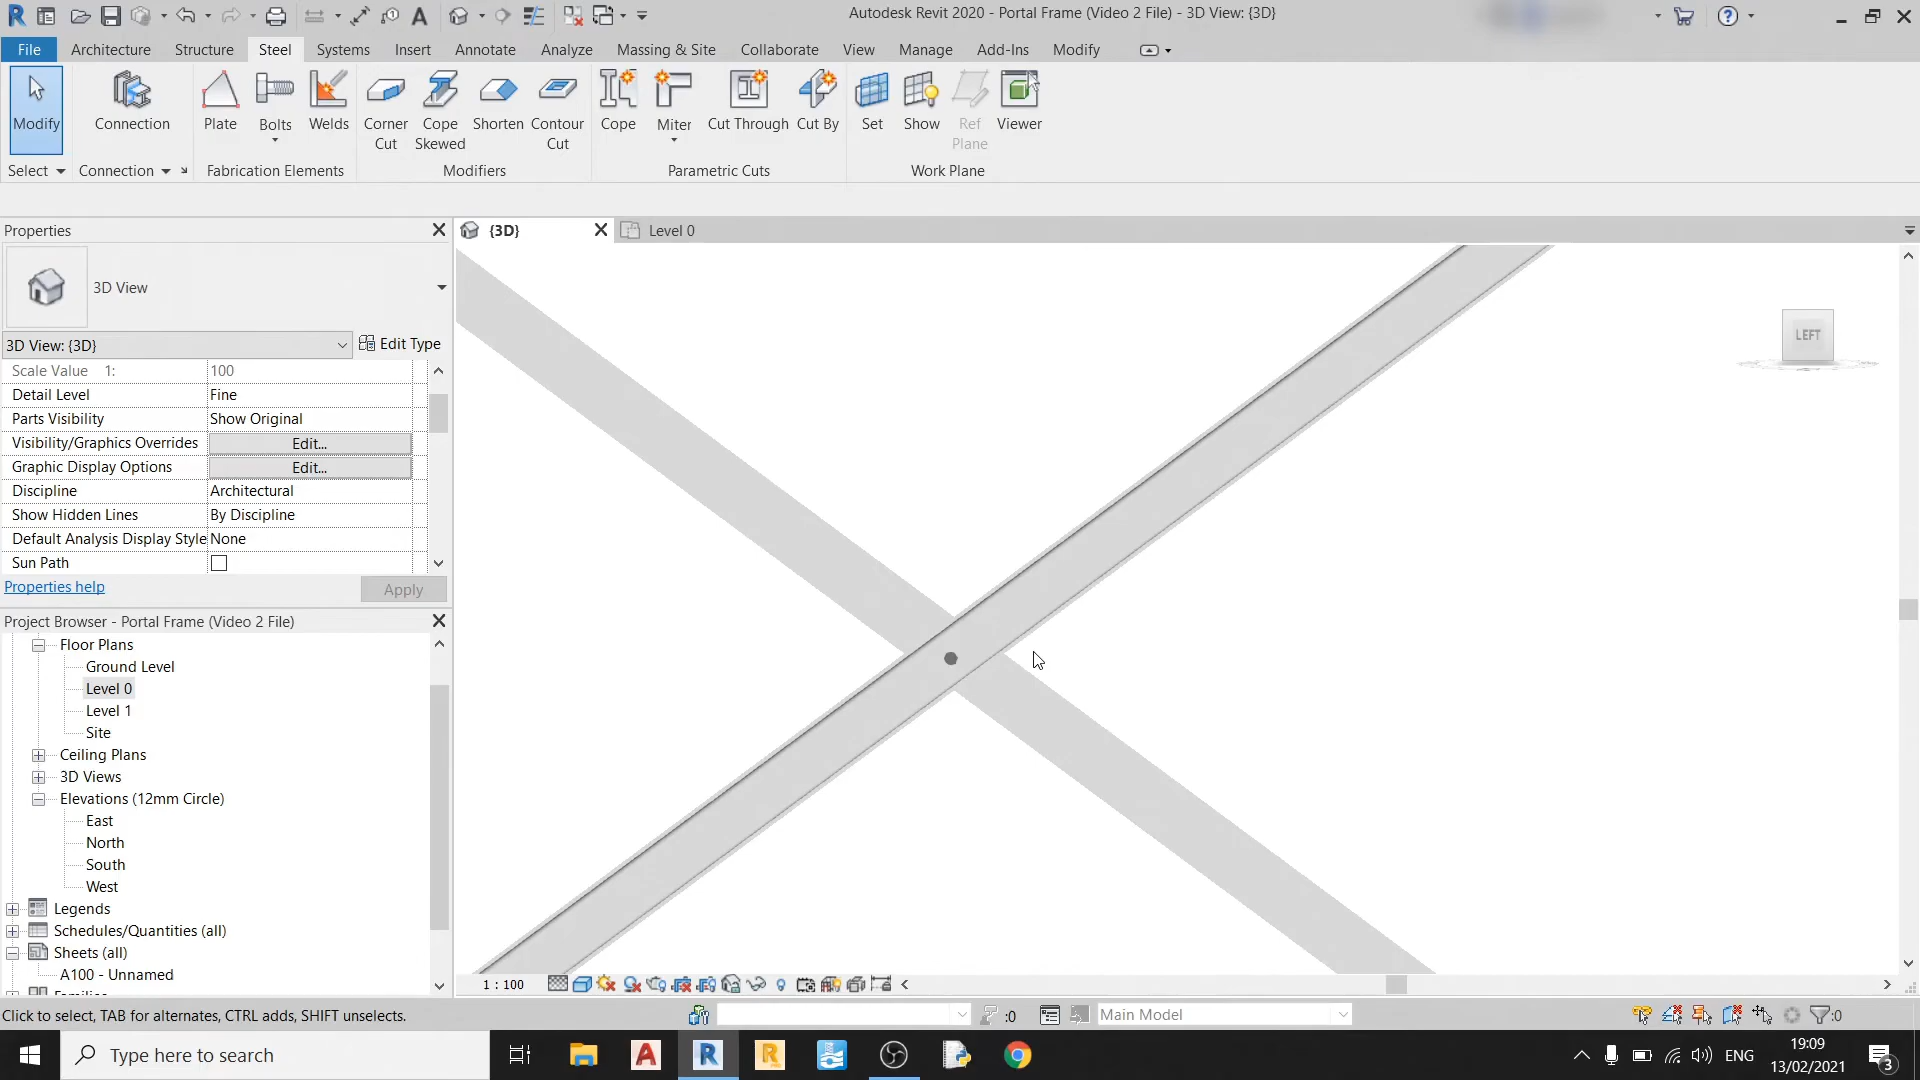 Autodesk Revit 2020 - Portal Frame (Video 2 File) - 3D View: {3D}
File Architecture Structure Steel Systems Insert Annotate Analyze Massing & Site Collaborate View Manage Add-Ins Modify
Modify Connection Plate Bolts Welds Corner Cut Cope Skewed Shorten Contour Cut Cope Miter Cut Through Cut By Set Show Ref Plane Viewer
Select Connection Fabrication Elements Modifiers Parametric Cuts Work Plane
Properties
{3D} Level 0
3D View
LEFT
3D View: {3D} Edit Type
Scale Value 1: 100
Detail Level Fine
Parts Visibility Show Original
Visibility/Graphics Overrides Edit...
Graphic Display Options Edit...
Discipline Architectural
Show Hidden Lines By Discipline
Default Analysis Display Style None
Sun Path
Properties help Apply
Project Browser - Portal Frame (Video 2 File)
Floor Plans
Ground Level
Level 0
Level 1
Site
Ceiling Plans
3D Views
Elevations (12mm Circle)
East
North
South
West
Legends
Schedules/Quantities (all)
Sheets (all)
A100 - Unnamed
1 : 100
Click to select, TAB for alternates, CTRL adds, SHIFT unselects. :0 Main Model :0
Type here to search
ENG
19:09
13/02/2021
3